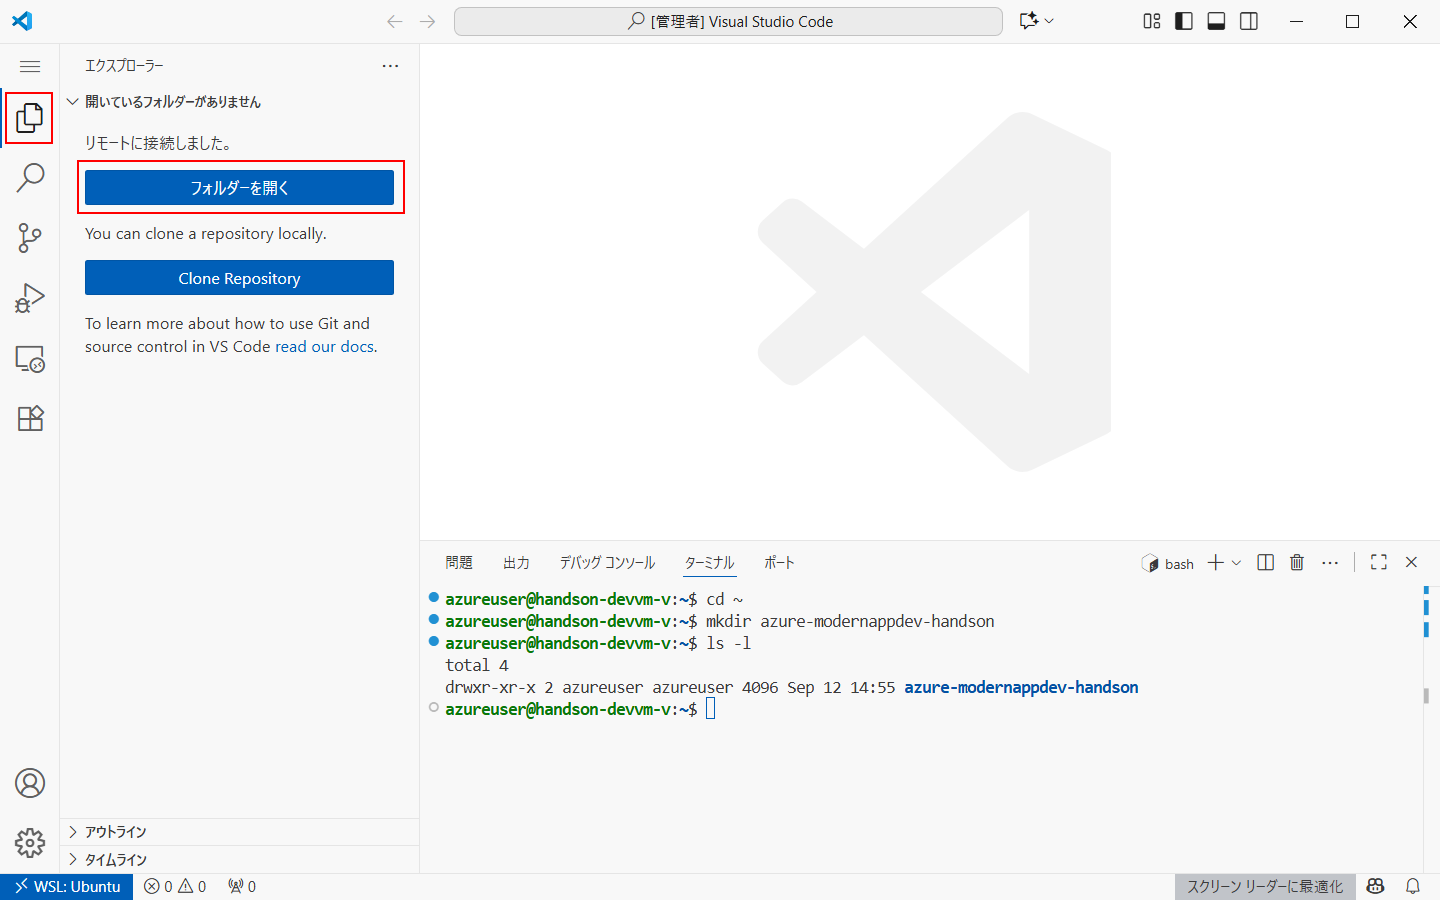 [管理者] Visual Studio Code
エクスプローラー
開いているフォルダーがありません
リモートに接続しました。
フォルダーを開く
You can clone a repository locally.
Clone Repository
To learn more about how to use Git and
source control in VS Code read our docs.
問題 出力 デバッグ コンソール ターミナル ポート
bash
azureuser@handson-devvm-v:~$ cd ~
azureuser@handson-devvm-v:~$ mkdir azure-modernappdev-handson
azureuser@handson-devvm-v:~$ ls -l
total 4
drwxr-xr-x 2 azureuser azureuser 4096 Sep 12 14:55 azure-modernappdev-handson
azureuser@handson-devvm-v:~$
アウトライン
タイムライン
WSL: Ubuntu 0 0 0 スクリーン リーダーに最適化